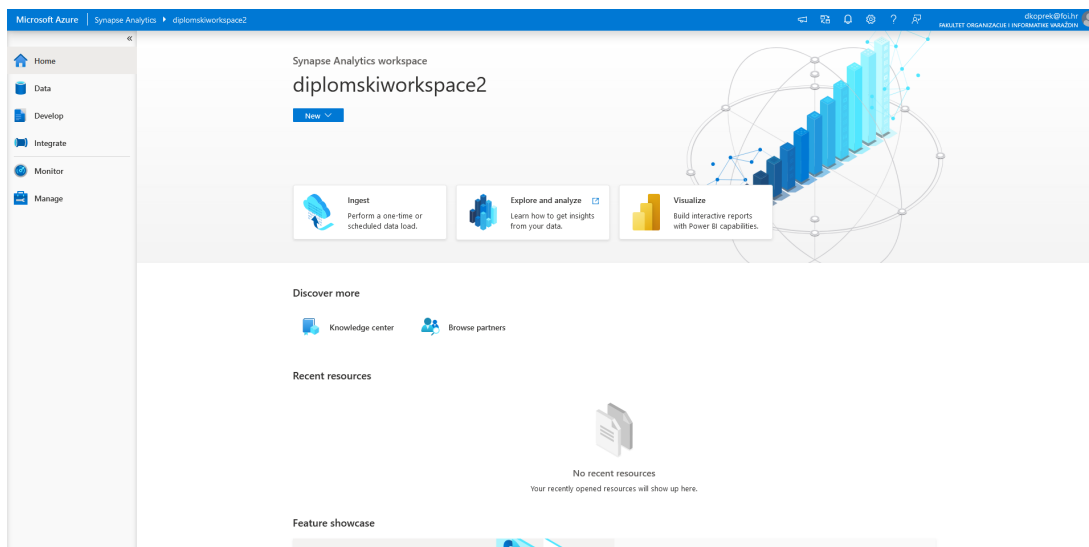 Microsoft Azure
Synapse Analytics
diplomskiworkspace2
dkoprek@foi.hr
FAKULTET ORGANIZACIJE I INFORMATIKE VARAŽDIN
«
Home
Data
Develop
Integrate
Monitor
Manage
Synapse Analytics workspace
diplomskiworkspace2
New
Ingest
Perform a one-time or
scheduled data load.
Explore and analyze
Learn how to get insights
from your data.
Visualize
Build interactive reports
with Power BI capabilities.
Discover more
Knowledge center
Browse partners
Recent resources
No recent resources
Your recently opened resources will show up here.
Feature showcase